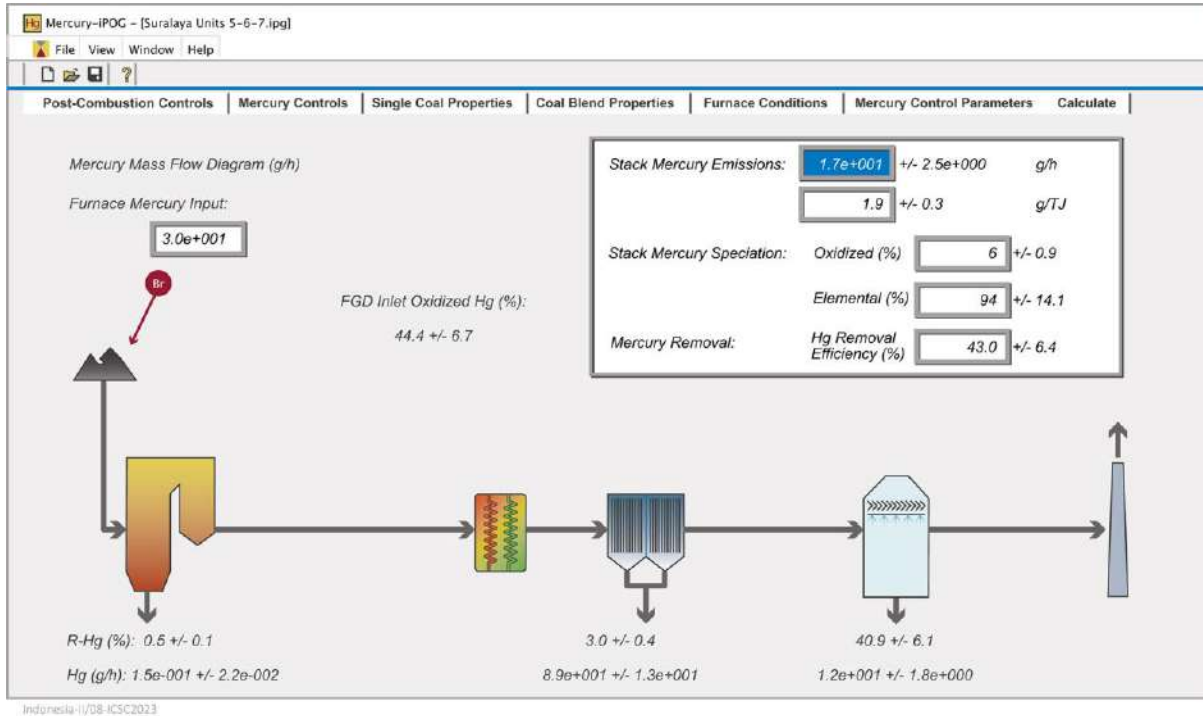 Hg Mercury-iPOG – [Suralaya Units 5-6-7.ipg]
File View Window Help
?
Post-Combustion Controls Mercury Controls Single Coal Properties Coal Blend Properties Furnace Conditions Mercury Control Parameters Calculate
Mercury Mass Flow Diagram (g/h)
Furnace Mercury Input:
3.0e+001
Br
FGD Inlet Oxidized Hg (%):
44.4 +/- 6.7
Stack Mercury Emissions: 1.7e+001 +/- 2.5e+000 g/h
1.9 +/- 0.3 g/TJ
Stack Mercury Speciation: Oxidized (%) 6 +/- 0.9
Elemental (%) 94 +/- 14.1
Mercury Removal: Hg Removal Efficiency (%) 43.0 +/- 6.4
R-Hg (%): 0.5 +/- 0.1 3.0 +/- 0.4 40.9 +/- 6.1
Hg (g/h): 1.5e-001 +/- 2.2e-002 8.9e+001 +/- 1.3e+001 1.2e+001 +/- 1.8e+000
Indonesia-II/08-ICSC2023